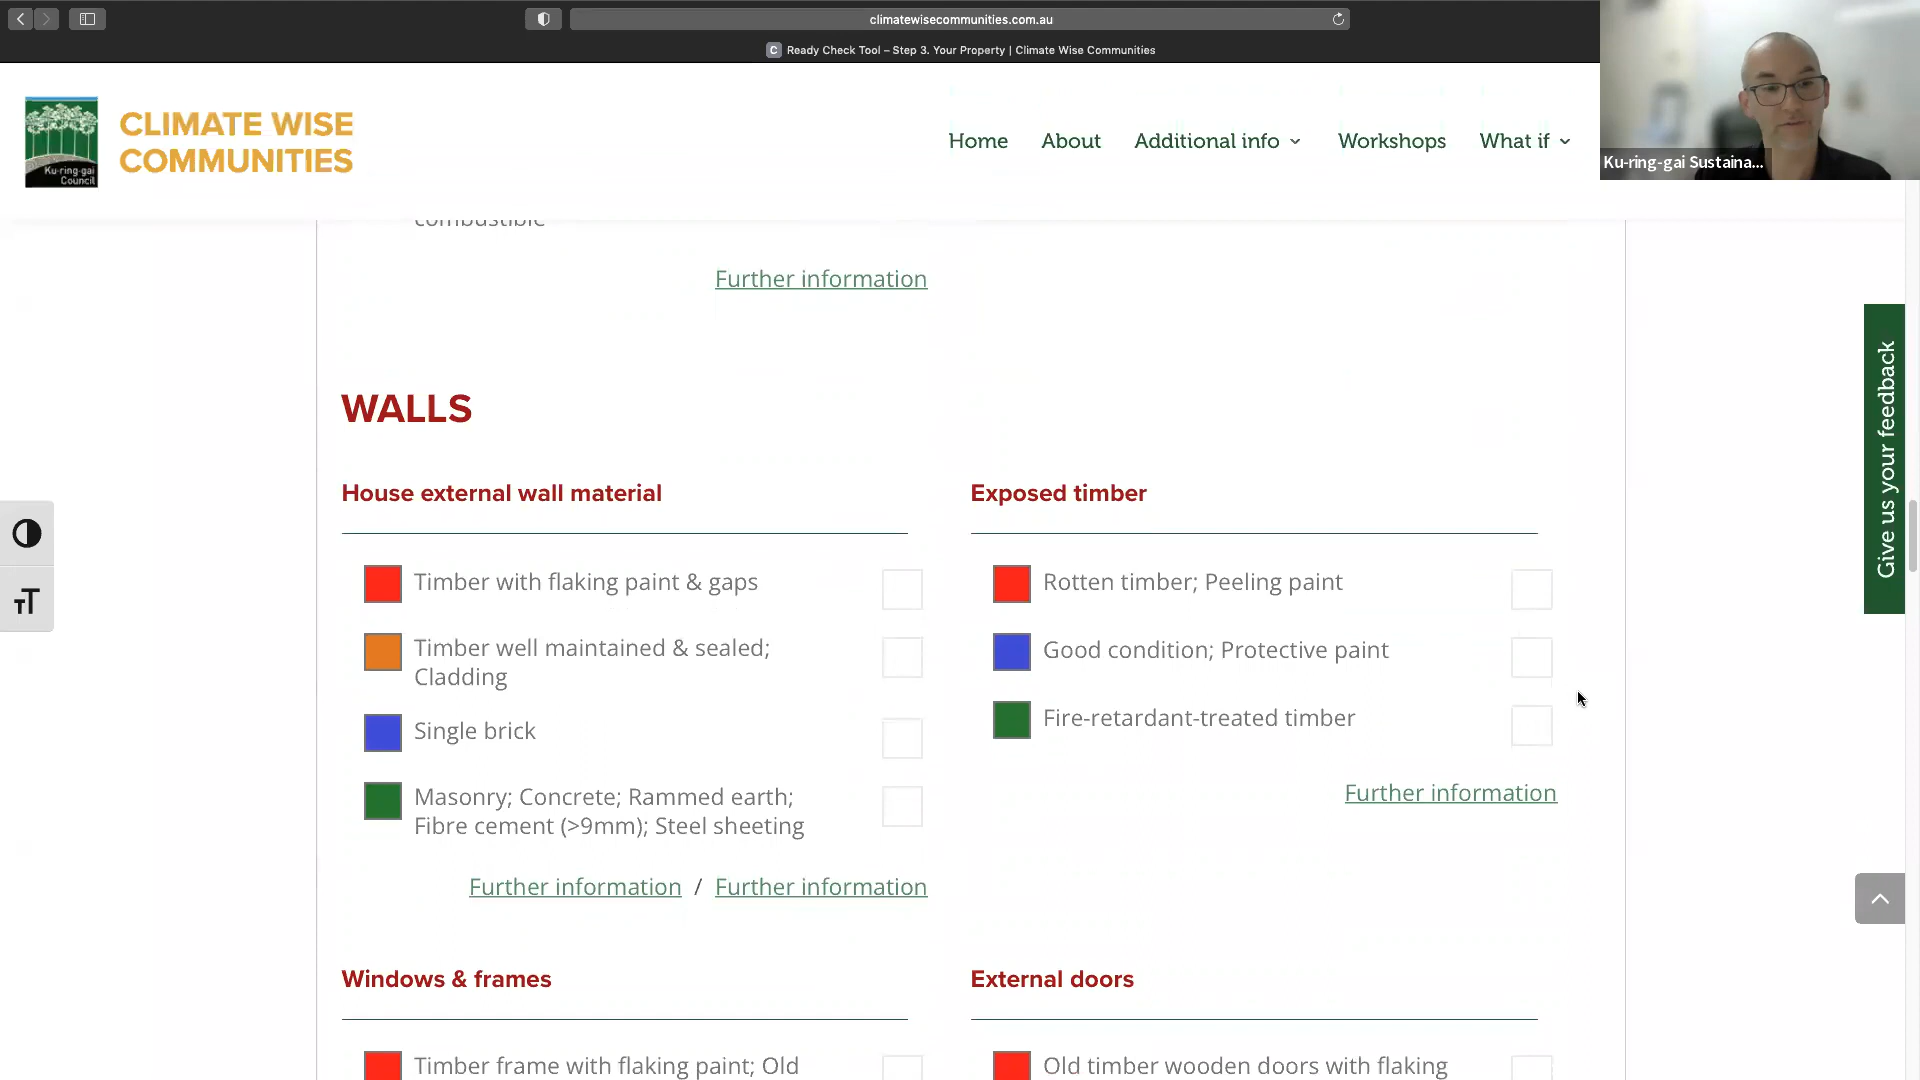 climatewisecommunities.com.au
C Ready Check Tool – Step 3. Your Property | Climate Wise Communities
Ku-ring-gai
Council
CLIMATE WISE
COMMUNITIES
Home About Additional info Workshops What if
Ku-ring-gai Sustaina...
combustible
Further information
WALLS
House external wall material
Timber with flaking paint & gaps
Timber well maintained & sealed;
Cladding
Single brick
Masonry; Concrete; Rammed earth;
Fibre cement (>9mm); Steel sheeting
Further information / Further information
Exposed timber
Rotten timber; Peeling paint
Good condition; Protective paint
Fire-retardant-treated timber
Further information
Windows & frames
Timber frame with flaking paint; Old
External doors
Old timber wooden doors with flaking
Give us your feedback
TT